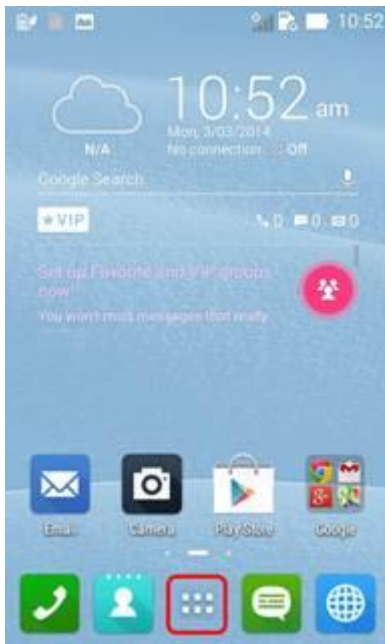 10:52
10:52 am
Mon, 3/03/2014
N/A
No connection Off
Google Search
VIP
0 0 0
Set up Favorite and VIP groups
now
You won't miss messages that really
Email
Camera
Play Store
Google